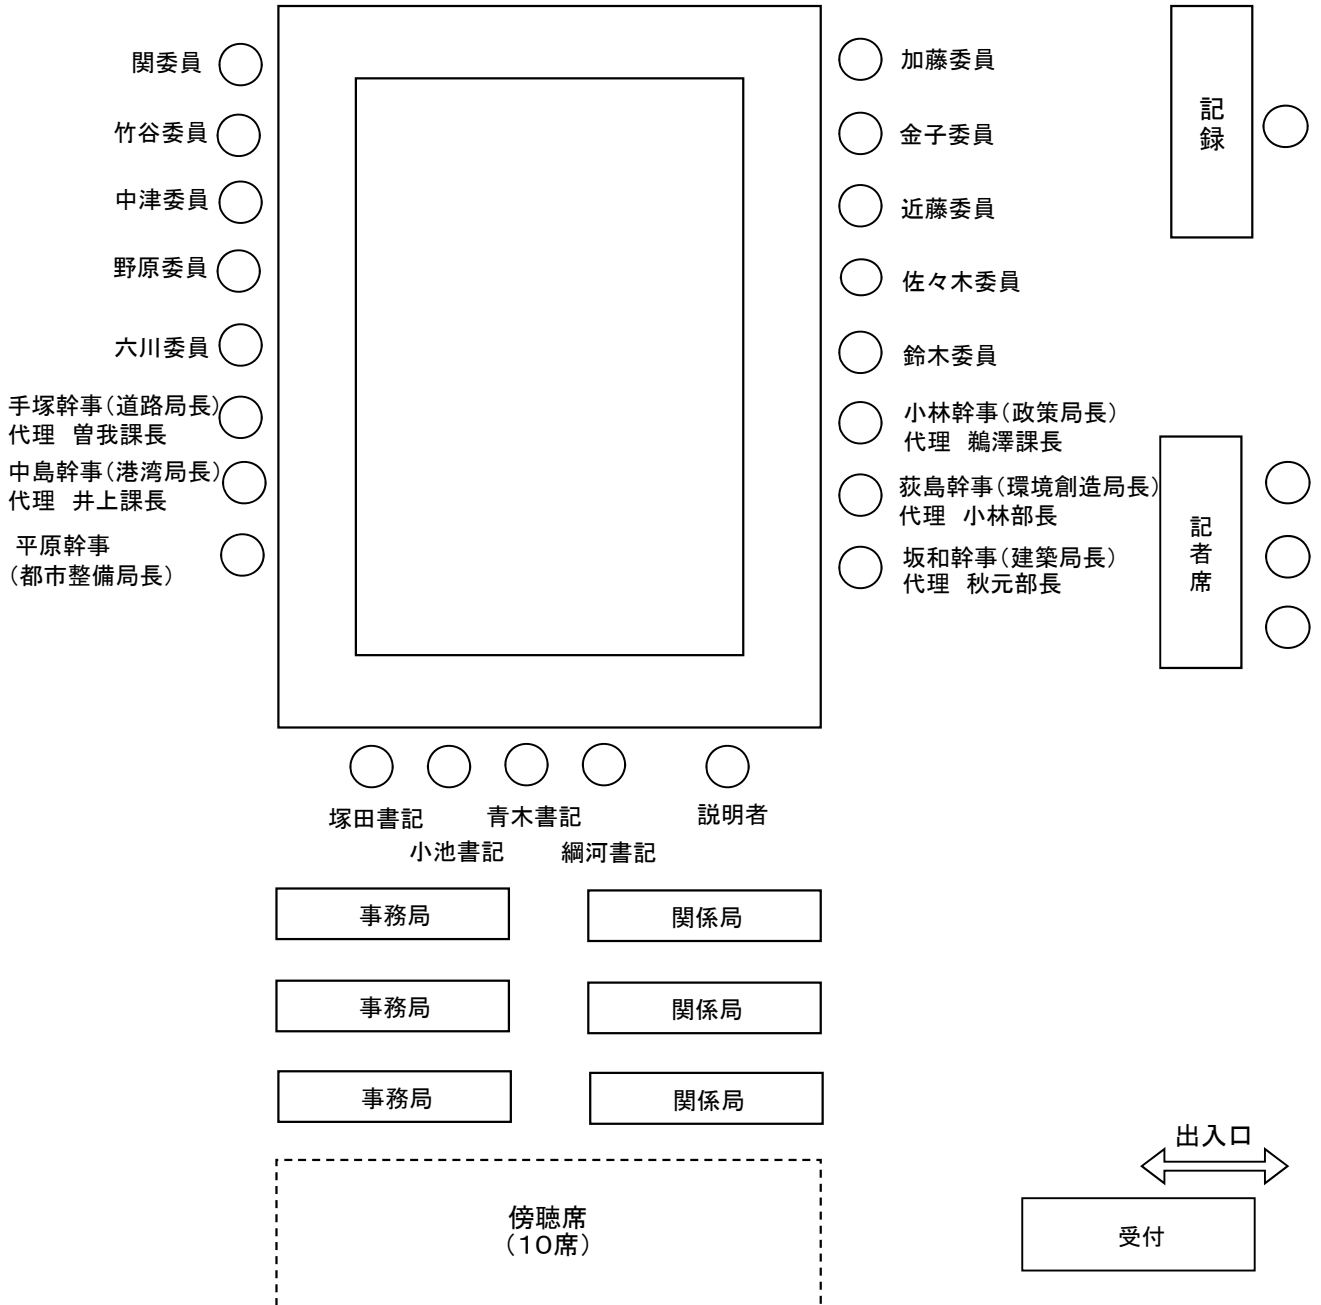 関委員
竹谷委員
中津委員
野原委員
六川委員
手塚幹事（道路局長）
代理　曽我課長
中島幹事（港湾局長）
代理　井上課長
平原幹事
（都市整備局長）
加藤委員
金子委員
近藤委員
佐々木委員
鈴木委員
小林幹事（政策局長）
代理　鵜澤課長
荻島幹事（環境創造局長）
代理　小林部長
坂和幹事（建築局長）
代理　秋元部長
記録
記者席
塚田書記
小池書記
青木書記
綱河書記
説明者
事務局
関係局
事務局
関係局
事務局
関係局
傍聴席
（10席）
出入口
受付